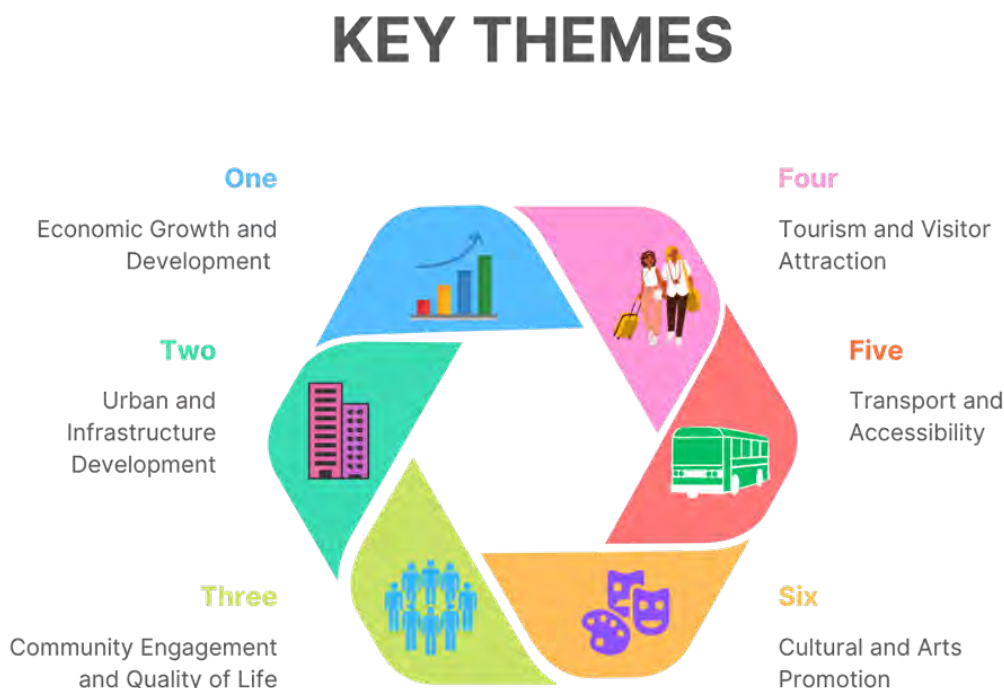 KEY THEMES
One
Economic Growth and
Development
Two
Urban and
Infrastructure
Development
Three
Community Engagement
and Quality of Life
Four
Tourism and Visitor
Attraction
Five
Transport and
Accessibility
Six
Cultural and Arts
Promotion